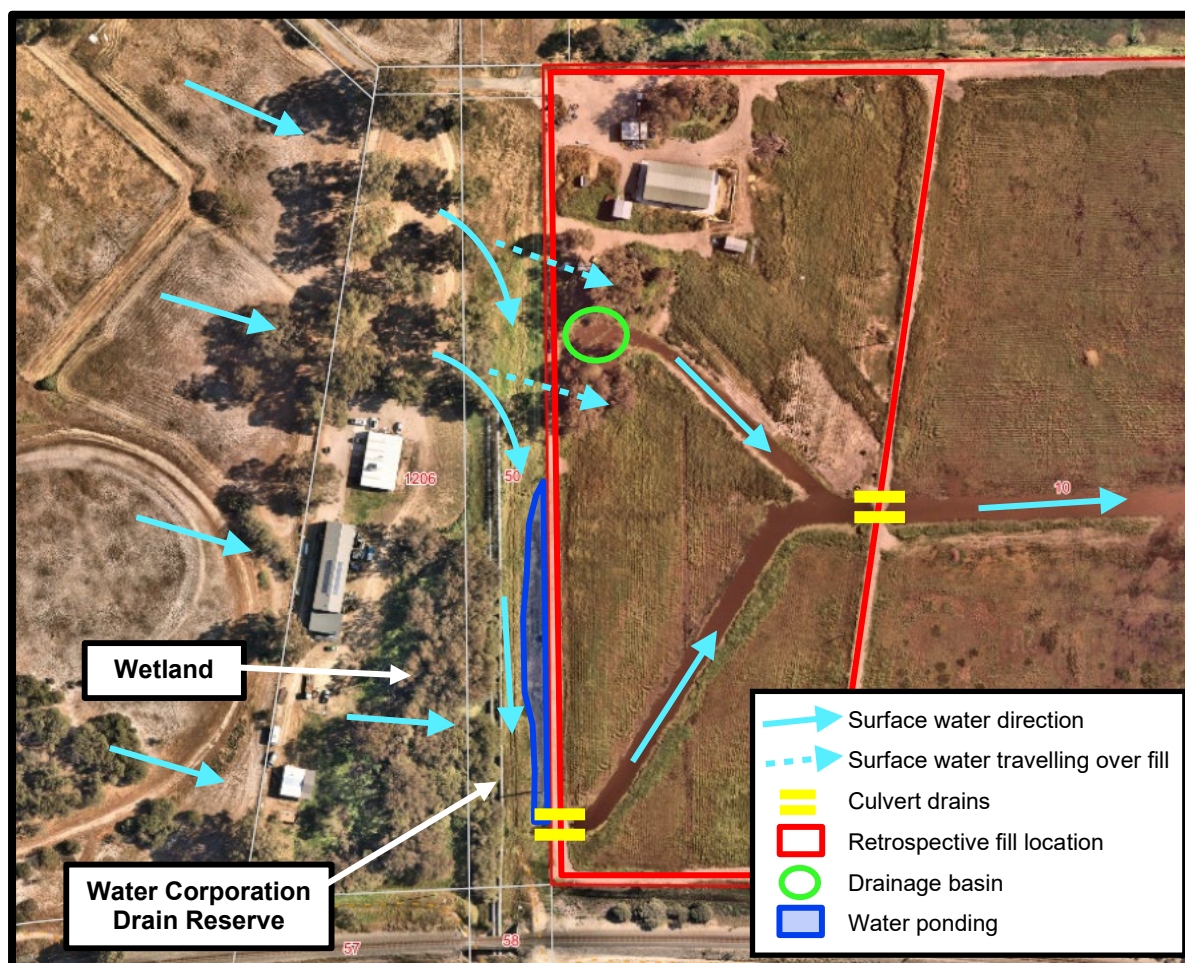 1206
50
10
Wetland
Water Corporation
Drain Reserve
57
58
Surface water direction
Surface water travelling over fill
Culvert drains
Retrospective fill location
Drainage basin
Water ponding